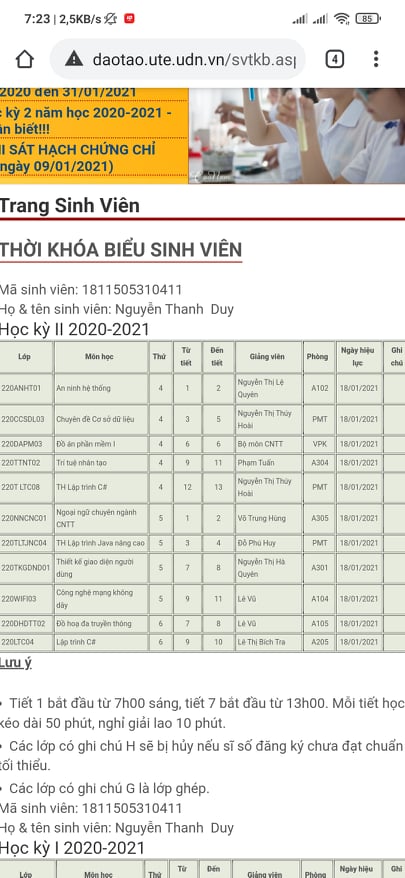 7:23 | 2,5KB/s
85
daotao.ute.udn.vn/svtkb.asp
4
2020 đến 31/01/2021
c kỳ 2 năm học 2020-2021 -
ần biết!!!
HI SÁT HẠCH CHỨNG CHỈ
ngày 09/01/2021)
Trang Sinh Viên
THỜI KHÓA BIỂU SINH VIÊN
Mã sinh viên: 1811505310411
Họ & tên sinh viên: Nguyễn Thanh Duy
Học kỳ II 2020-2021
Lớp Môn học Thứ Từ tiết Đến tiết Giảng viên Phòng Ngày hiệu lực Ghi chú
220ANHT01 An ninh hệ thống 4 1 2 Nguyễn Thị Lệ Quyên A102 18/01/2021
220CCSDL03 Chuyên đề Cơ sở dữ liệu 4 3 5 Nguyễn Thị Thúy Hoài PMT 18/01/2021
220DAPM03 Đồ án phần mềm I 4 6 6 Bộ môn CNTT VPK 18/01/2021
220TTNT02 Trí tuệ nhân tạo 4 9 11 Phạm Tuấn A304 18/01/2021
220T LTC08 TH Lập trình C# 4 12 13 Nguyễn Thị Thúy Hoài PMT 18/01/2021
220NNCNC01 Ngoại ngữ chuyên ngành CNTT 5 1 2 Võ Trung Hùng A305 18/01/2021
220TLTJNC04 TH Lập trình Java nâng cao 5 3 4 Đỗ Phú Huy PMT 18/01/2021
220TKGDND01 Thiết kế giao diện người dùng 5 7 8 Nguyễn Thị Hà Quyên A301 18/01/2021
220WIFI03 Công nghệ mạng không dây 5 9 11 Lê Vũ A104 18/01/2021
220DHDTT02 Đồ hoạ đa truyền thông 6 7 8 Lê Vũ A105 18/01/2021
220LTC04 Lập trình C# 6 9 10 Lê Thị Bích Tra A205 18/01/2021
Lưu ý
• Tiết 1 bắt đầu từ 7h00 sáng, tiết 7 bắt đầu từ 13h00. Mỗi tiết học
kéo dài 50 phút, nghỉ giải lao 10 phút.
• Các lớp có ghi chú H sẽ bị hủy nếu sĩ số đăng ký chưa đạt chuẩn
tối thiểu.
• Các lớp có ghi chú G là lớp ghép.
Mã sinh viên: 1811505310411
Họ & tên sinh viên: Nguyễn Thanh Duy
Học kỳ I 2020-2021
Lớp Môn học Thứ Từ Đến Giảng viên Phòng Ngày hiệu Ghi